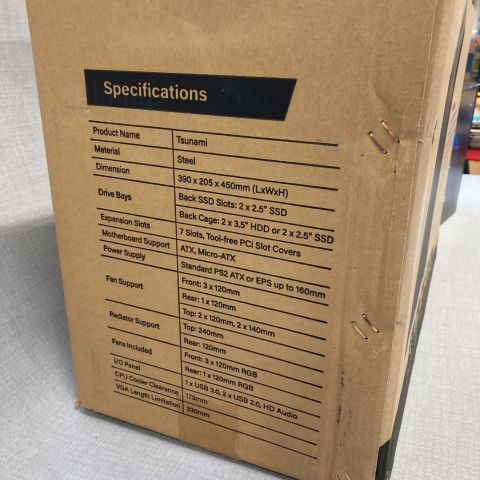 Specifications
Product Name Tsunami
Material Steel
Dimension 390 x 205 x 450mm (LxWxH)
Drive Bays Back SSD Slots: 2 x 2.5" SSD
Back Cage: 2 x 3.5" HDD or 2 x 2.5" SSD
Expansion Slots 7 Slots, Tool-free PCI Slot Covers
Motherboard Support ATX, Micro-ATX
Power Supply Standard PS2 ATX or EPS up to 160mm
Fan Support Front: 3 x 120mm
Rear: 1 x 120mm
Top: 2 x 120mm, 2 x 140mm
Radiator Support Top: 240mm
Rear: 120mm
Fans Included Front: 3 x 120mm RGB
Rear: 1 x 120mm RGB
I/O Panel 1 x USB 3.0, 2 x USB 2.0, HD Audio
CPU Cooler Clearance 175mm
VGA Length Limitation 330mm